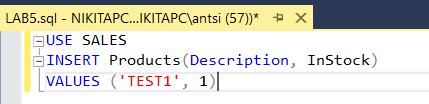 LAB5.sql - NIKITAPC...IKITAPC\antsi (57))*
USE SALES
INSERT Products(Description, InStock)
VALUES ('TEST1', 1)